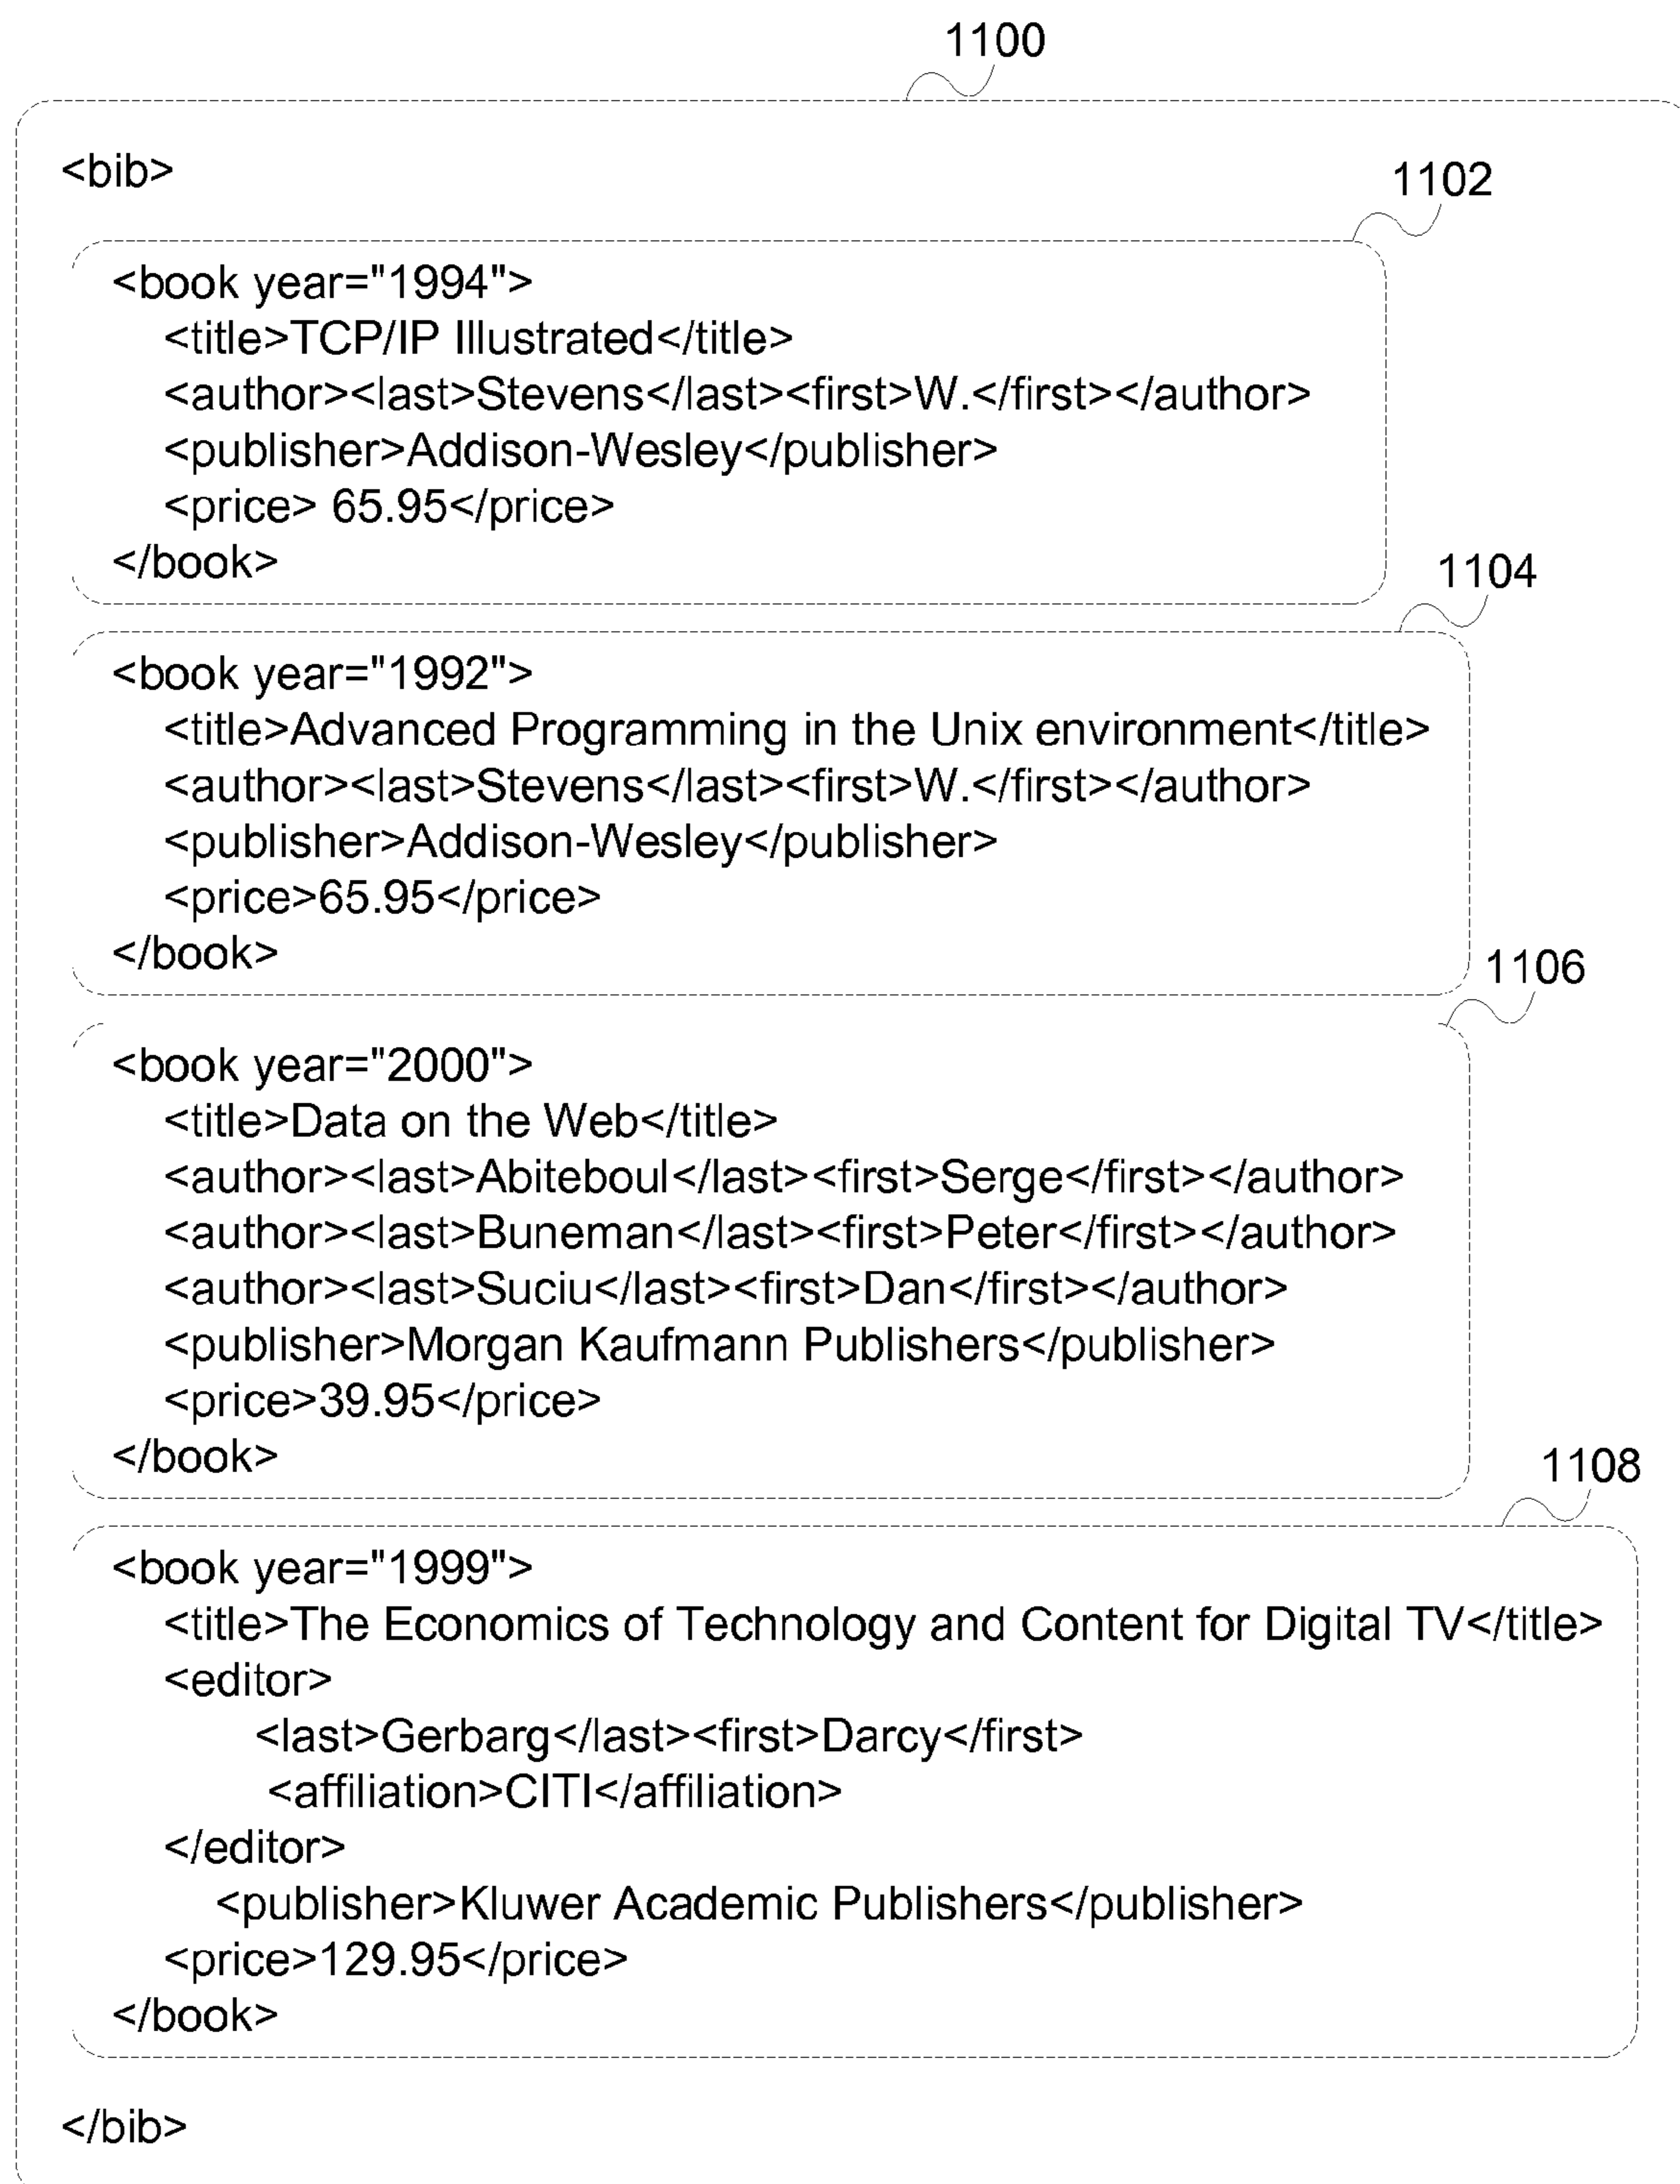 1100
<bib>
1102
<book year="1994">
<title>TCP/IP Illustrated</title>
<author><last>Stevens</last><first>W.</first></author>
<publisher>Addison-Wesley</publisher>
<price> 65.95</price>
</book>
1104
<book year="1992">
<title>Advanced Programming in the Unix environment</title>
<author><last>Stevens</last><first>W.</first></author>
<publisher>Addison-Wesley</publisher>
<price>65.95</price>
</book>
1106
<book year="2000">
<title>Data on the Web</title>
<author><last>Abiteboul</last><first>Serge</first></author>
<author><last>Buneman</last><first>Peter</first></author>
<author><last>Suciu</last><first>Dan</first></author>
<publisher>Morgan Kaufmann Publishers</publisher>
<price>39.95</price>
</book>
1108
<book year="1999">
<title>The Economics of Technology and Content for Digital TV</title>
<editor>
<last>Gerbarg</last><first>Darcy</first>
<affiliation>CITI</affiliation>
</editor>
<publisher>Kluwer Academic Publishers</publisher>
<price>129.95</price>
</book>
</bib>